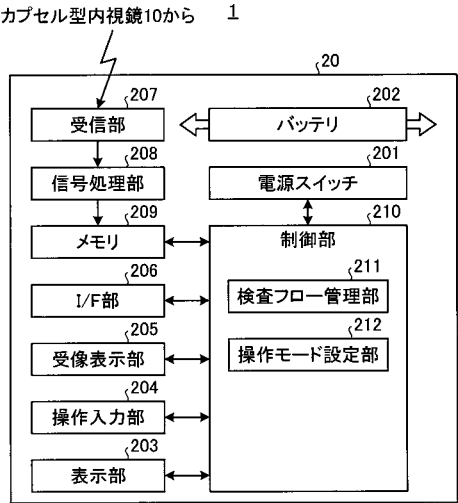 カプセル型内視鏡10から
1
20
207
受信部
202
バッテリ
208
信号処理部
201
電源スイッチ
209
メモリ
210
制御部
206
I/F部
211
検査フロー管理部
205
受像表示部
212
操作モード設定部
204
操作入力部
203
表示部